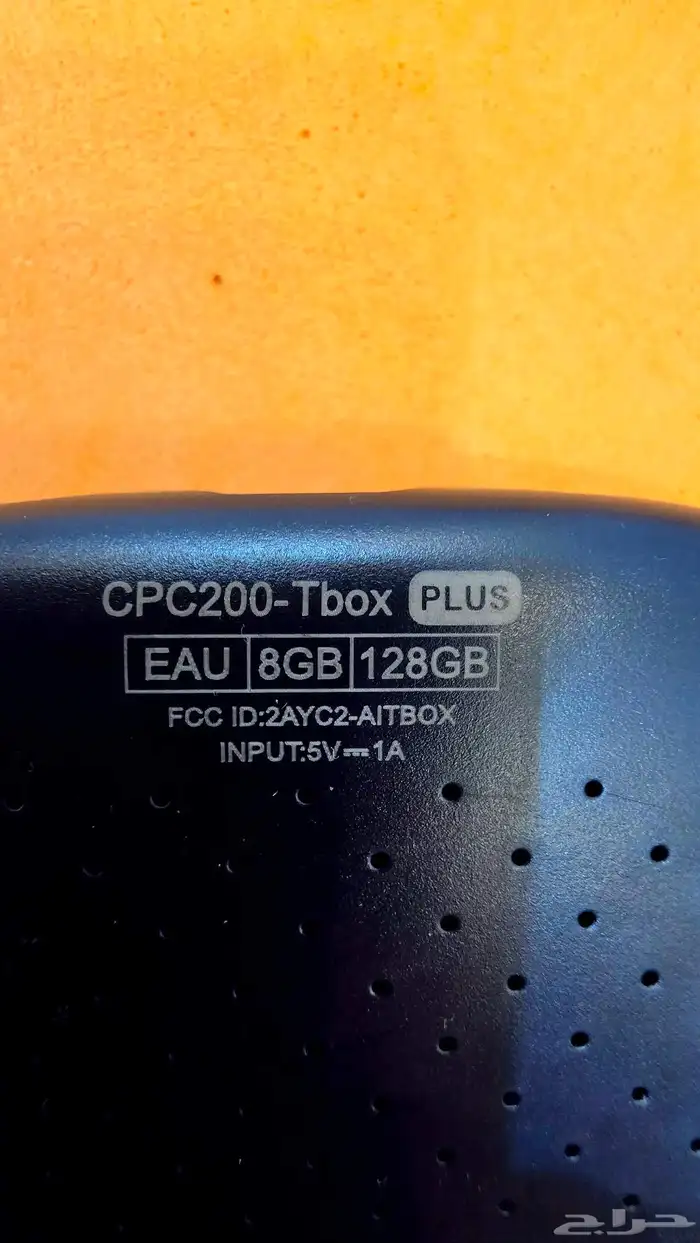 CPC200-Tbox PLUS
EAU 8GB 128GB
FCC ID:2AYC2-AITBOX
INPUT:5V⎓1A
حراج